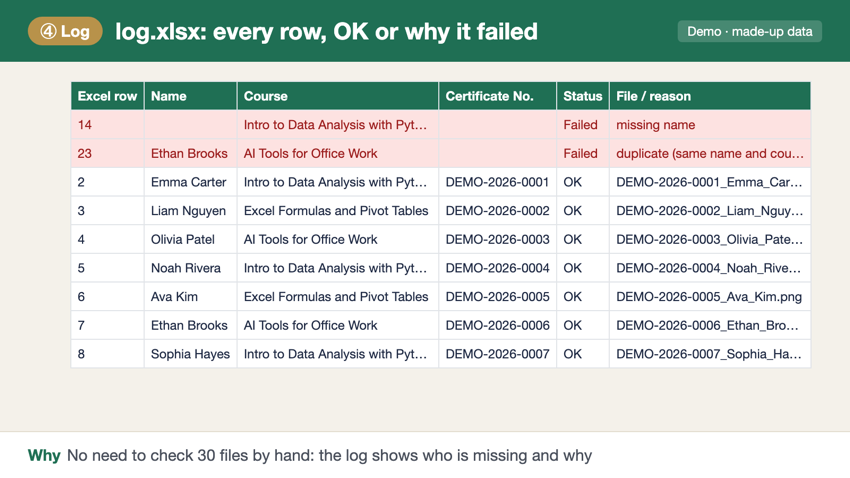 ④ Log log.xlsx: every row, OK or why it failed Demo · made-up data
Excel row Name Course Certificate No. Status File / reason
14 Intro to Data Analysis with Pyt... Failed missing name
23 Ethan Brooks AI Tools for Office Work Failed duplicate (same name and cou...
2 Emma Carter Intro to Data Analysis with Pyt... DEMO-2026-0001 OK DEMO-2026-0001_Emma_Car...
3 Liam Nguyen Excel Formulas and Pivot Tables DEMO-2026-0002 OK DEMO-2026-0002_Liam_Nguy...
4 Olivia Patel AI Tools for Office Work DEMO-2026-0003 OK DEMO-2026-0003_Olivia_Pate...
5 Noah Rivera Intro to Data Analysis with Pyt... DEMO-2026-0004 OK DEMO-2026-0004_Noah_Rive...
6 Ava Kim Excel Formulas and Pivot Tables DEMO-2026-0005 OK DEMO-2026-0005_Ava_Kim.png
7 Ethan Brooks AI Tools for Office Work DEMO-2026-0006 OK DEMO-2026-0006_Ethan_Bro...
8 Sophia Hayes Intro to Data Analysis with Pyt... DEMO-2026-0007 OK DEMO-2026-0007_Sophia_Ha...
Why No need to check 30 files by hand: the log shows who is missing and why